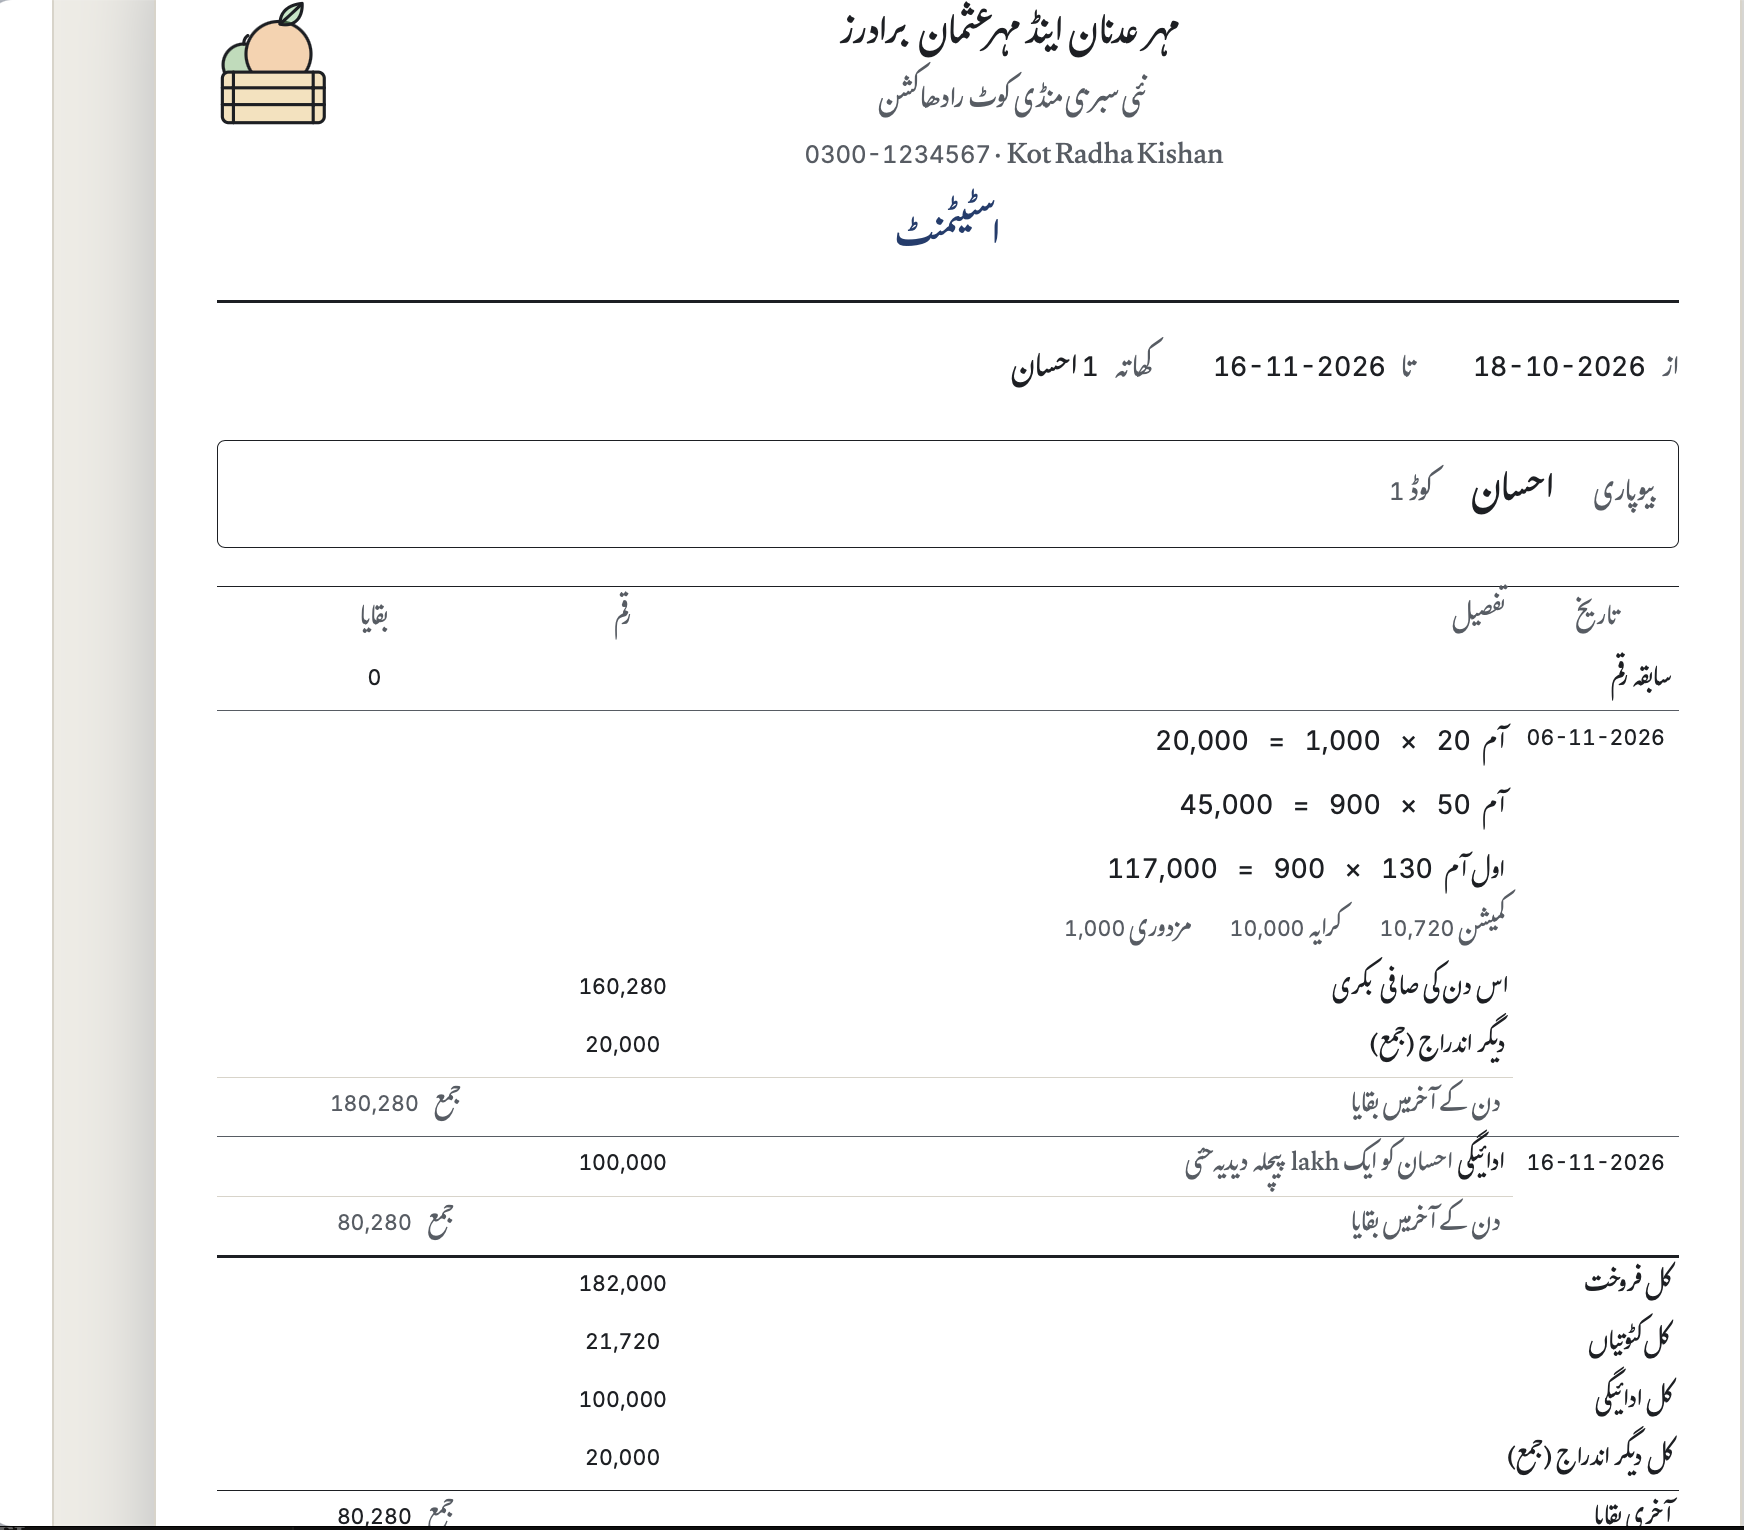 مہر عدنان اینڈ مہر عثمان برادرز
نئی سبزی منڈی کوٹ رادھا کشن
0300-1234567 · Kot Radha Kishan
اسٹیٹمنٹ
از 18-10-2026 تا 16-11-2026 کھاتہ 1 احسان
بیوپاری احسان کوڈ 1
تاریخ تفصیل رقم بقایا
سابقہ رقم 0
06-11-2026 آم 20 × 1,000 = 20,000
آم 50 × 900 = 45,000
اول آم 130 × 900 = 117,000
کمیشن 10,720 کرایہ 10,000 مزدوری 1,000
اس دن کی صافی بکری 160,280
دیگر اندراج (جمع) 20,000
دن کے آخر میں بقایا جمع 180,280
16-11-2026 ادائیگی احسان کو ایک lakh 100,000
دن کے آخر میں بقایا جمع 80,280
کل فروخت 182,000
کل کٹوتیاں 21,720
کل ادائیگی 100,000
کل دیگر اندراج (جمع) 20,000
آخری بقایا جمع 80,280